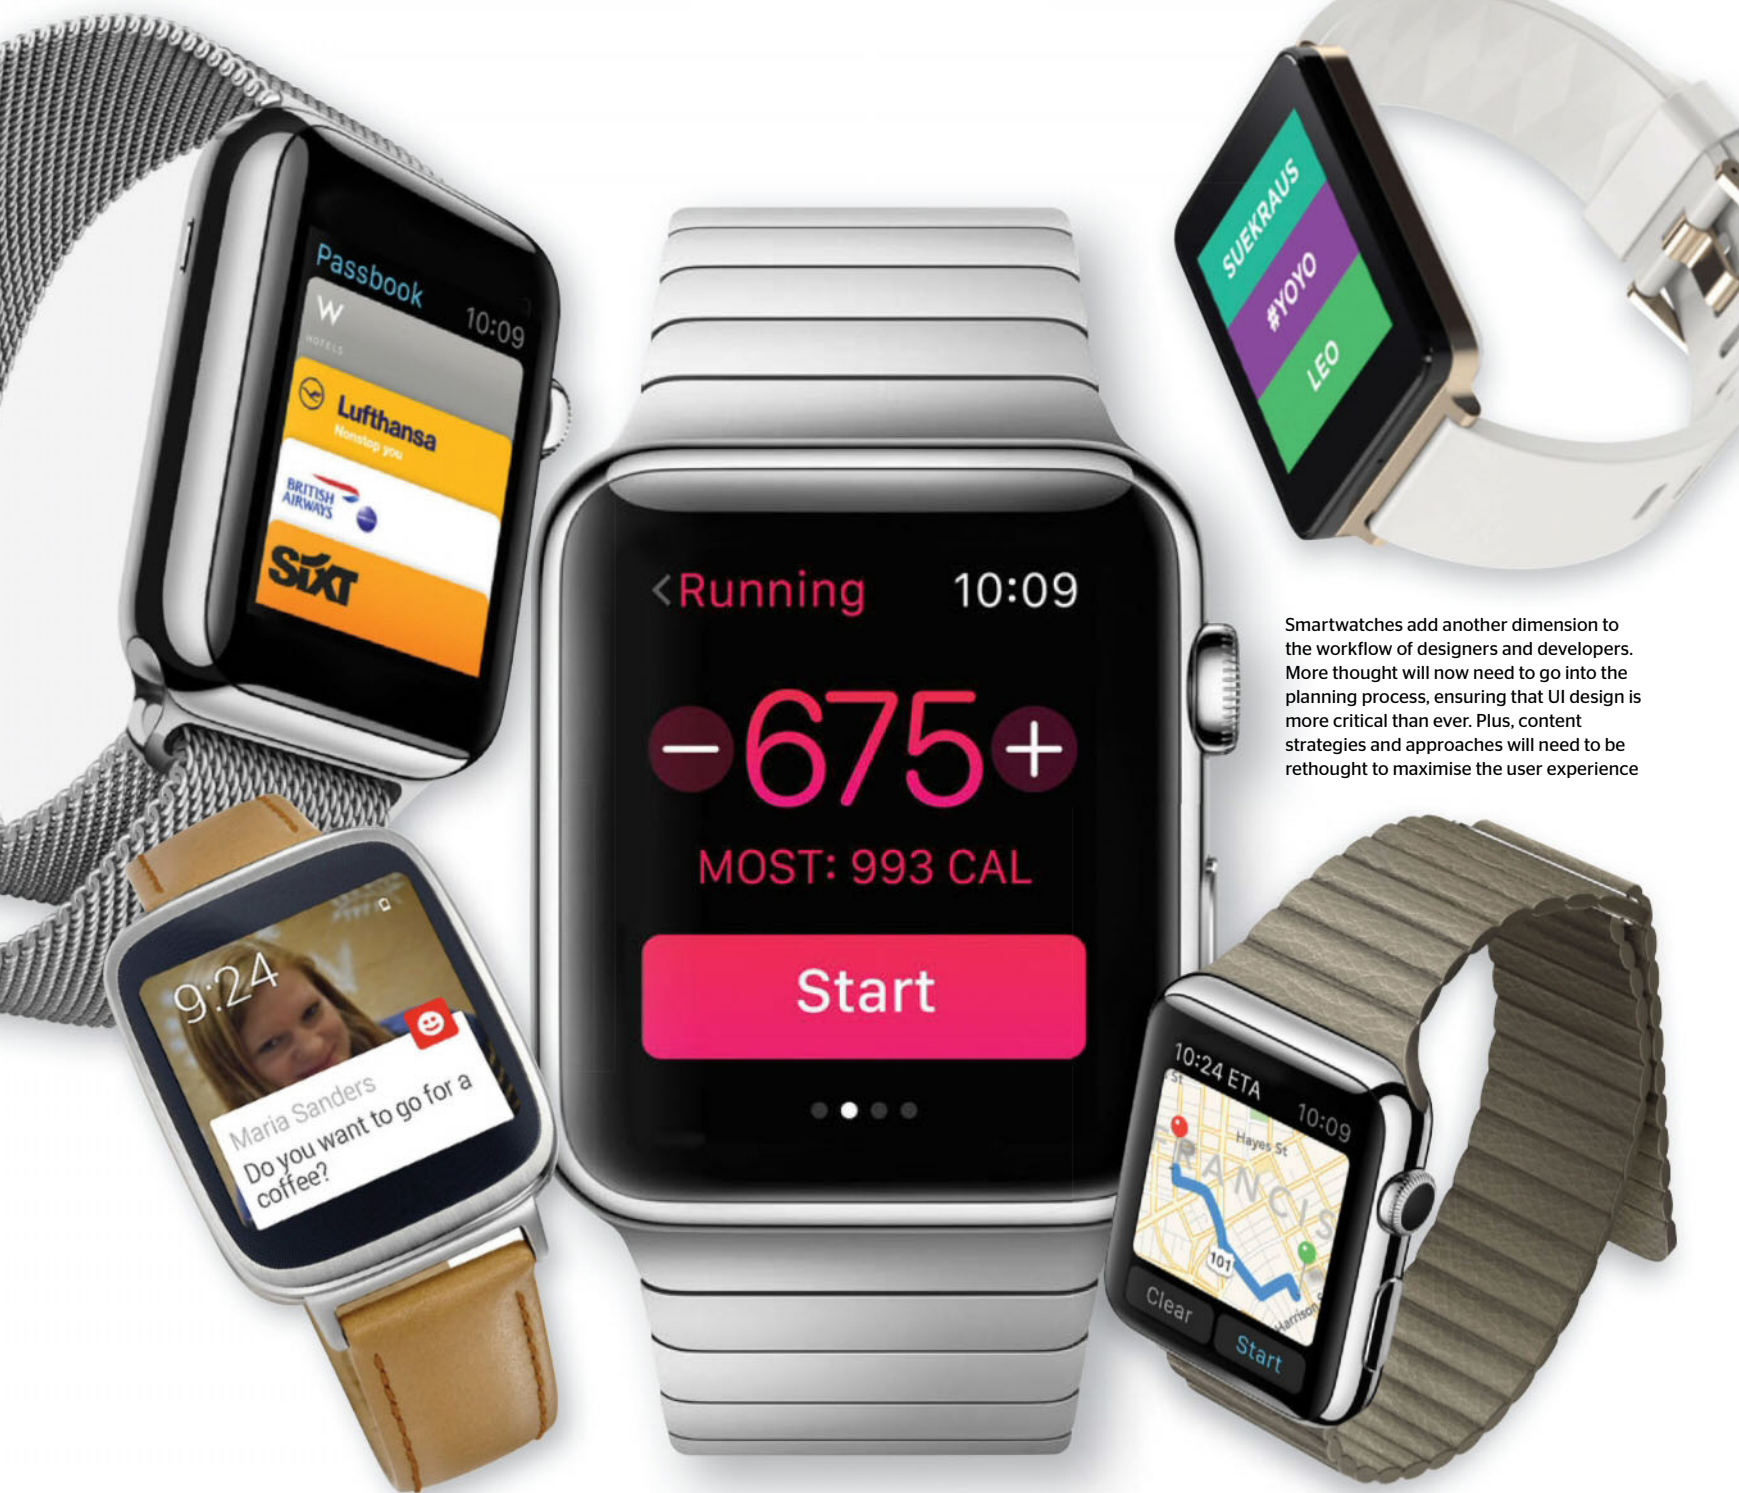 Passbook
10:09
W
HOTELS
Lufthansa
Nonstop you
BRITISH
AIRWAYS
SiXT
SUEKRAUS
#YOYO
LEO
<Running 10:09
−675+
MOST: 993 CAL
Start
Smartwatches add another dimension to
the workflow of designers and developers.
More thought will now need to go into the
planning process, ensuring that UI design is
more critical than ever. Plus, content
strategies and approaches will need to be
rethought to maximise the user experience
9:24
Maria Sanders
Do you want to go for a
coffee?
10:24 ETA
10:09
St
Hayes St
FRANCIS
101
Harrison
Clear
Start